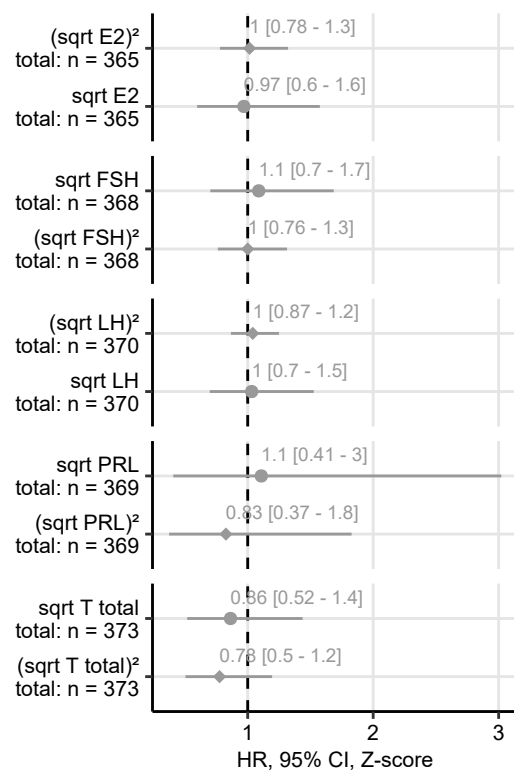 1 [0.78 - 1.3]
(sqrt E2)²
total: n = 365
0.97 [0.6 - 1.6]
sqrt E2
total: n = 365
1.1 [0.7 - 1.7]
sqrt FSH
total: n = 368
1 [0.76 - 1.3]
(sqrt FSH)²
total: n = 368
1 [0.87 - 1.2]
(sqrt LH)²
total: n = 370
1 [0.7 - 1.5]
sqrt LH
total: n = 370
1.1 [0.41 - 3]
sqrt PRL
total: n = 369
0.83 [0.37 - 1.8]
(sqrt PRL)²
total: n = 369
0.86 [0.52 - 1.4]
sqrt T total
total: n = 373
0.78 [0.5 - 1.2]
(sqrt T total)²
total: n = 373
1 2 3
HR, 95% CI, Z-score